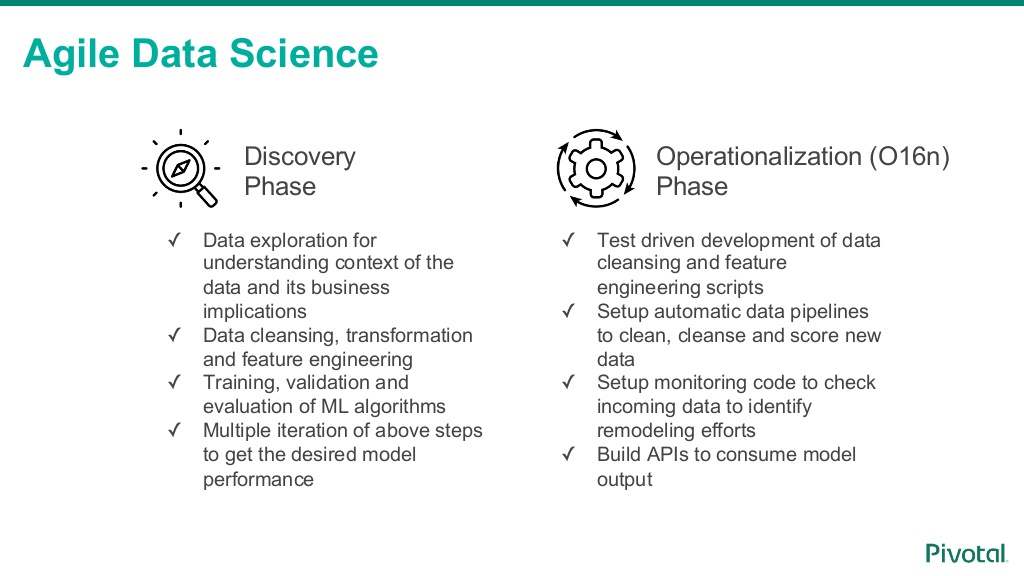 Agile Data Science
Discovery
Phase
✓ Data exploration for
understanding context of the
data and its business
implications
✓ Data cleansing, transformation
and feature engineering
✓ Training, validation and
evaluation of ML algorithms
✓ Multiple iteration of above steps
to get the desired model
performance
Operationalization (O16n)
Phase
✓ Test driven development of data
cleansing and feature
engineering scripts
✓ Setup automatic data pipelines
to clean, cleanse and score new
data
✓ Setup monitoring code to check
incoming data to identify
remodeling efforts
✓ Build APIs to consume model
output
Pivotal